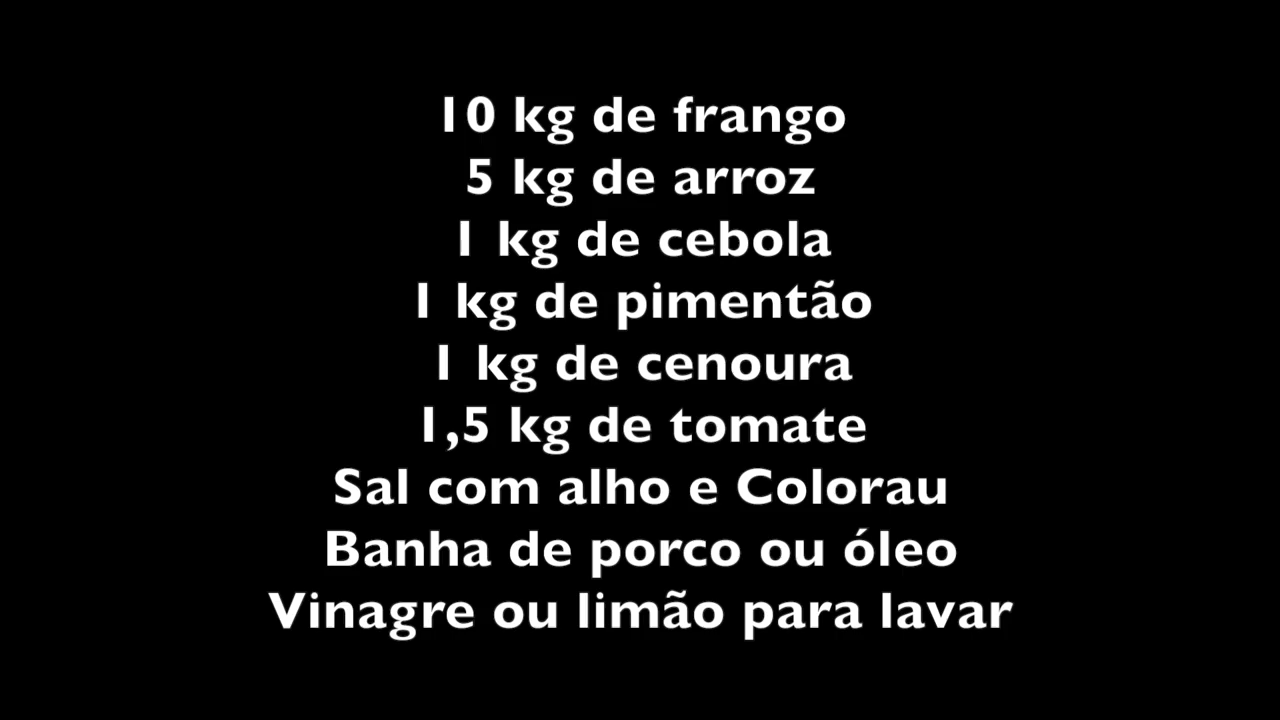 10 kg de frango
5 kg de arroz
1 kg de cebola
1 kg de pimentão
1 kg de cenoura
1,5 kg de tomate
Sal com alho e Colorau
Banha de porco ou óleo
Vinagre ou limão para lavar